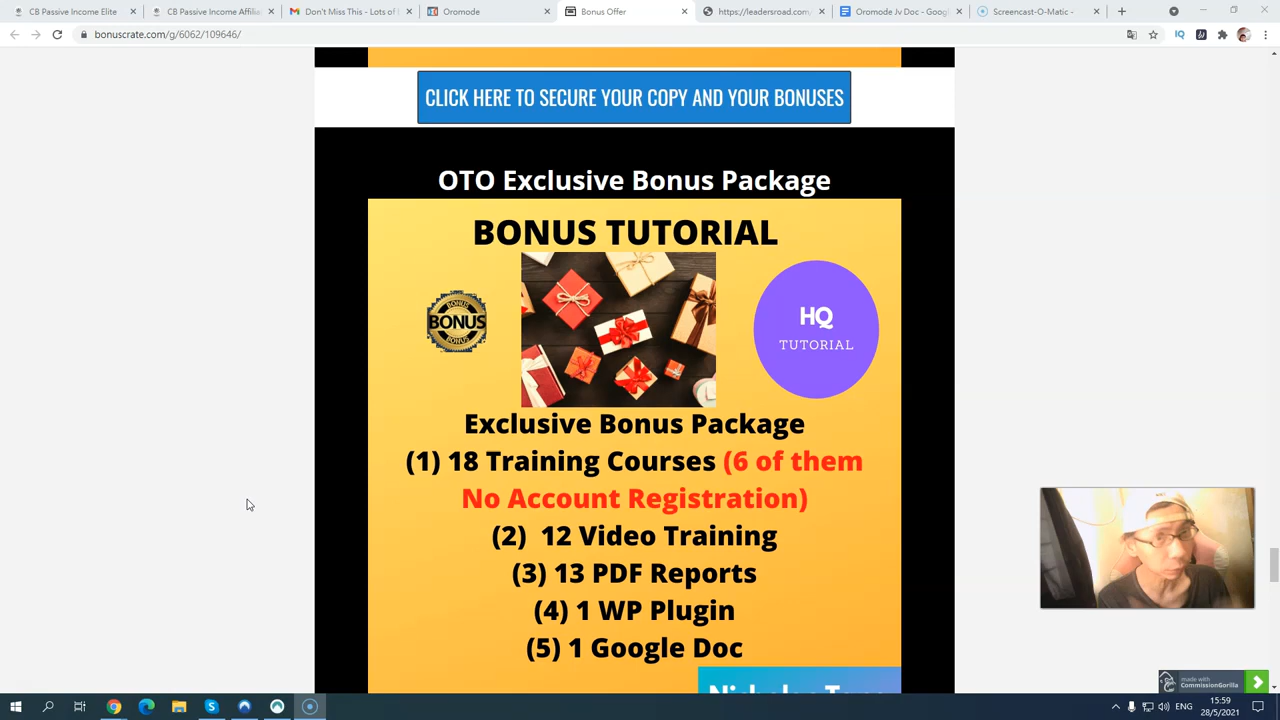 CB Passive Income Elite
CB Passive Income Affilia
Don't Miss This - Lots of
Oromode
Bonus Offer
https://leadersroad.com/
Oromode Jv Doc - Googl
Screencast-O-Matic -
bonuscrate.com/g/6062/109646/
CLICK HERE TO SECURE YOUR COPY AND YOUR BONUSES
OTO Exclusive Bonus Package
BONUS TUTORIAL
BONUS
BONUS
BONUS
HQ
TUTORIAL
Exclusive Bonus Package
(1) 18 Training Courses (6 of them
No Account Registration)
(2) 12 Video Training
(3) 13 PDF Reports
(4) 1 WP Plugin
(5) 1 Google Doc
made with
CommissionGorilla
ENG
15:59
28/5/2021